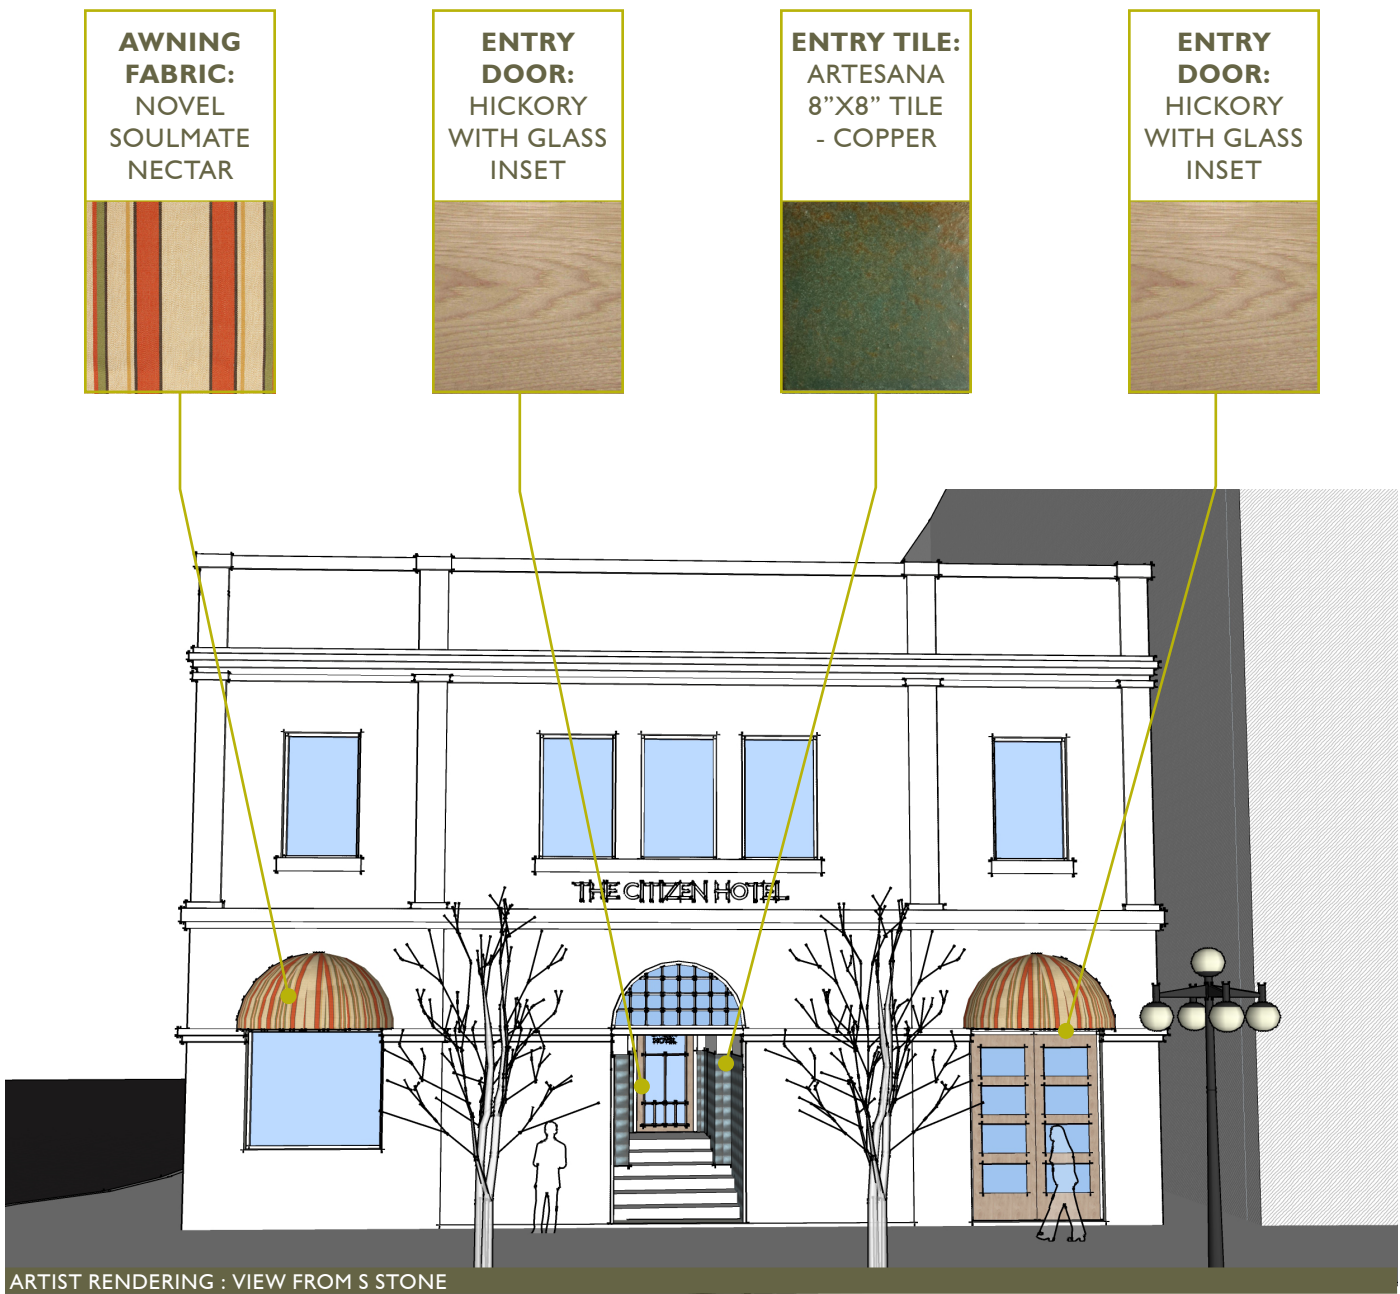 AWNING
FABRIC:
NOVEL
SOULMATE
NECTAR
ENTRY
DOOR:
HICKORY
WITH GLASS
INSET
ENTRY TILE:
ARTESANA
8”X8” TILE
- COPPER
ENTRY
DOOR:
HICKORY
WITH GLASS
INSET
THE CITIZEN HOTEL
HOTEL
ARTIST RENDERING : VIEW FROM S STONE